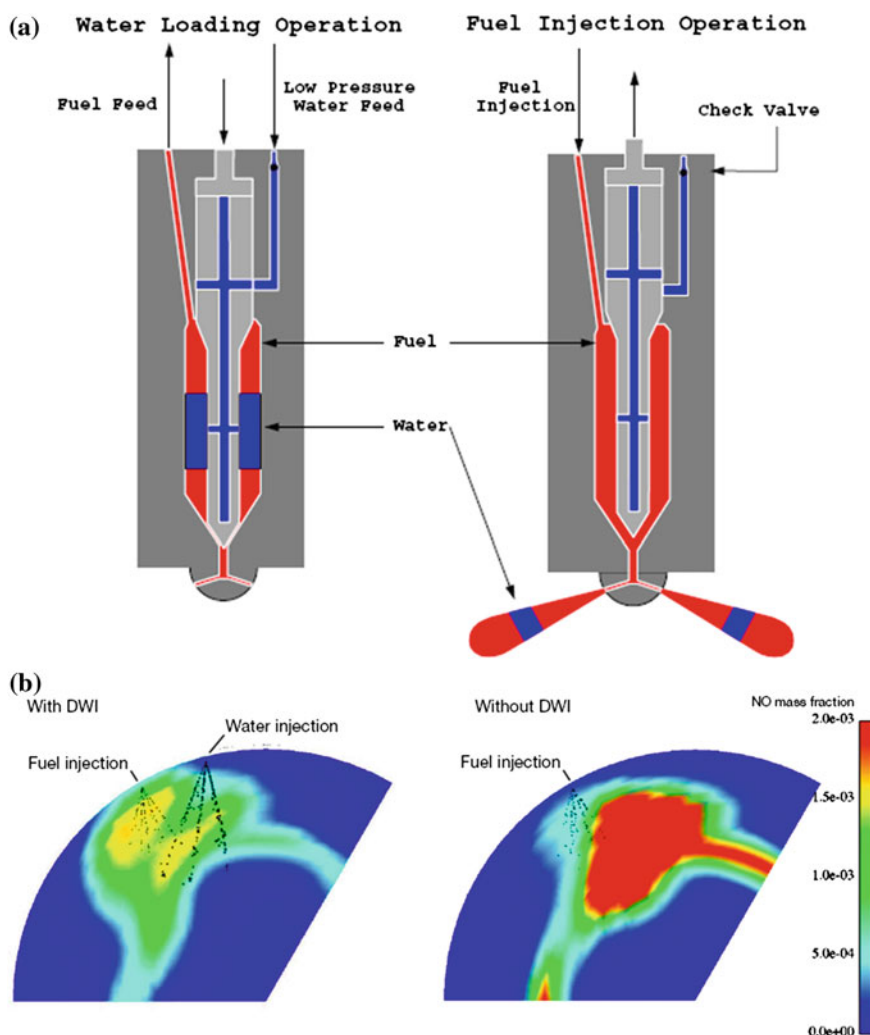 (a)
Water Loading Operation
Fuel Injection Operation
Fuel Feed
Low Pressure
Water Feed
Fuel
Injection
Check Valve
Fuel
Water
(b)
With DWI
Water injection
Fuel injection
Without DWI
Fuel injection
NO mass fraction
2.0e-03
1.5e-03
1.0e-03
5.0e-04
0.0e+00